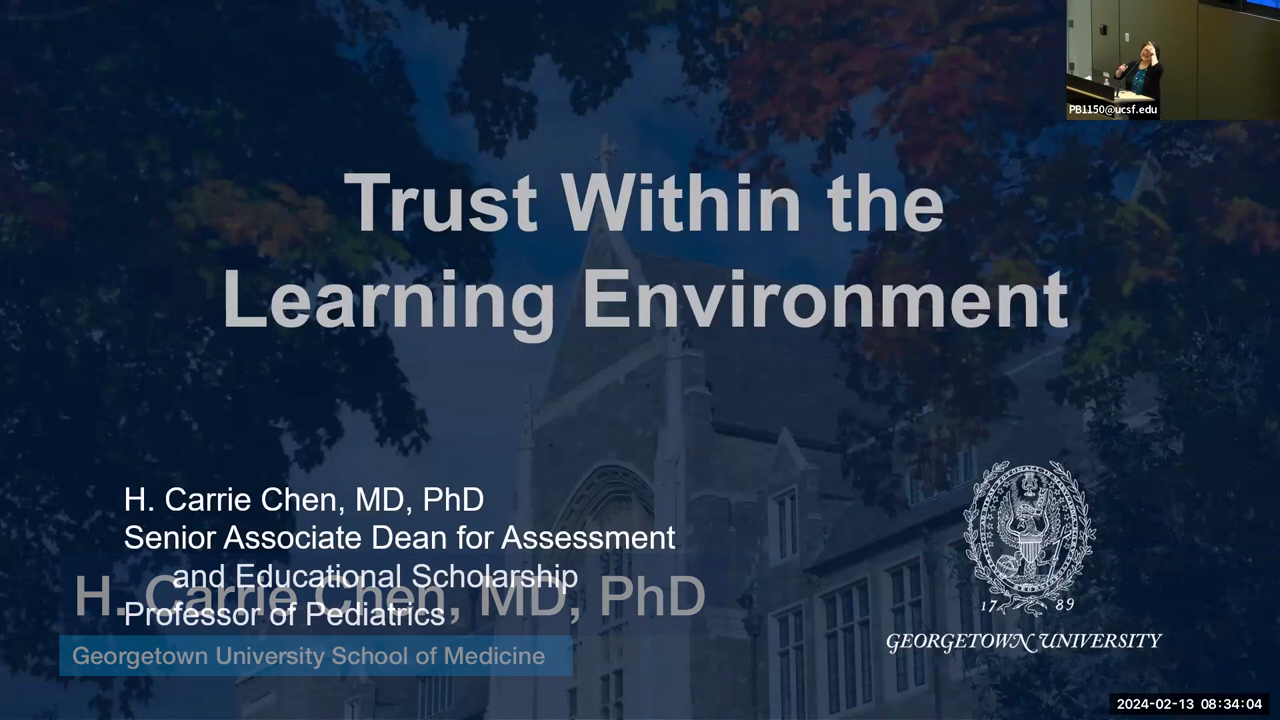 PB1150@ucsf.edu
Trust Within the
Learning Environment
H. Carrie Chen, MD, PhD
Senior Associate Dean for Assessment
and Educational Scholarship
H. Carrie Chen, MD, PhD
Professor of Pediatrics
Georgetown University School of Medicine
17 89
GEORGETOWN UNIVERSITY
2024-02-13 08:34:04